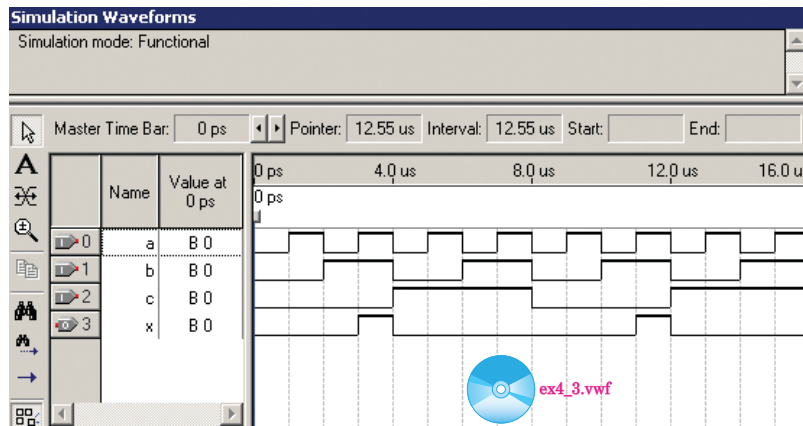 Simulation Waveforms
Simulation mode: Functional
Master Time Bar: 0 ps Pointer: 12.55 us Interval: 12.55 us Start: End:
A
Name Value at 0 ps
0 ps 4.0 us 8.0 us 12.0 us 16.0 u
0 ps
0 a B 0
1 b B 0
2 c B 0
3 x B 0
ex4_3.vwf